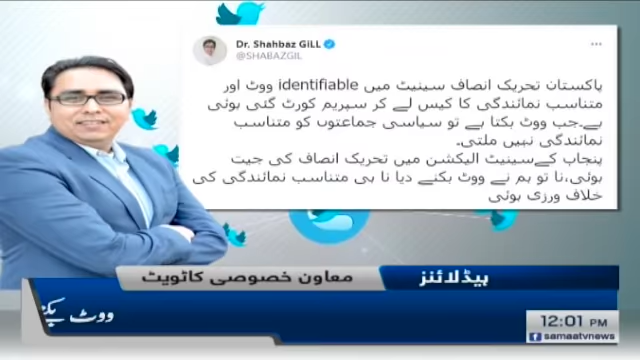 Dr. Shahbaz GiLL
@SHABAZGIL
پاکستان تحریک انصاف سینیٹ میں identifiable ووٹ اور
متناسب نمائندگی کا کیس لے کر سپریم کورٹ گئی ہوئی
ہے۔جب ووٹ بکتا ہے تو سیاسی جماعتوں کو متناسب
نمائندگی نہیں ملتی۔
پنجاب کےسینیٹ الیکشن میں تحریک انصاف کی جیت
ہوئی،نا تو ہم نے ووٹ بکنے دیا نا ہی متناسب نمائندگی کی
خلاف ورزی ہوئی
ہیڈلائنز
معاون خصوصی کاٹویٹ
ووٹ
12:01 PM
samaatvnews